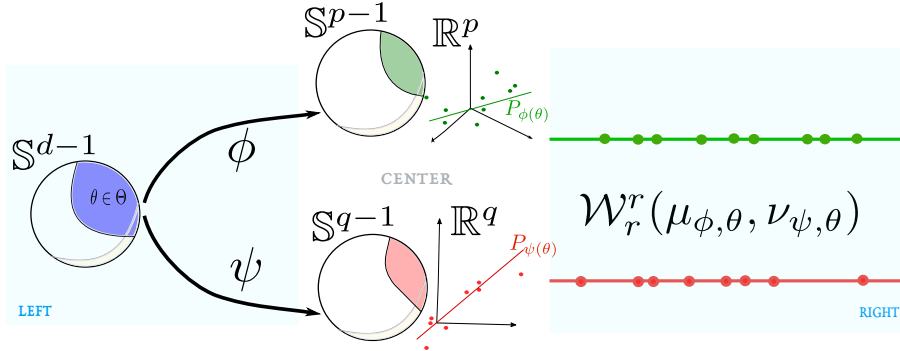 𝕊^{d−1}
θ ∈ Θ
LEFT
ϕ
ψ
𝕊^{p−1}
ℝ^p
P_{ϕ(θ)}
CENTER
𝕊^{q−1}
ℝ^q
P_{ψ(θ)}
𝒲_r^r(μ_{ϕ,θ}, ν_{ψ,θ})
RIGHT